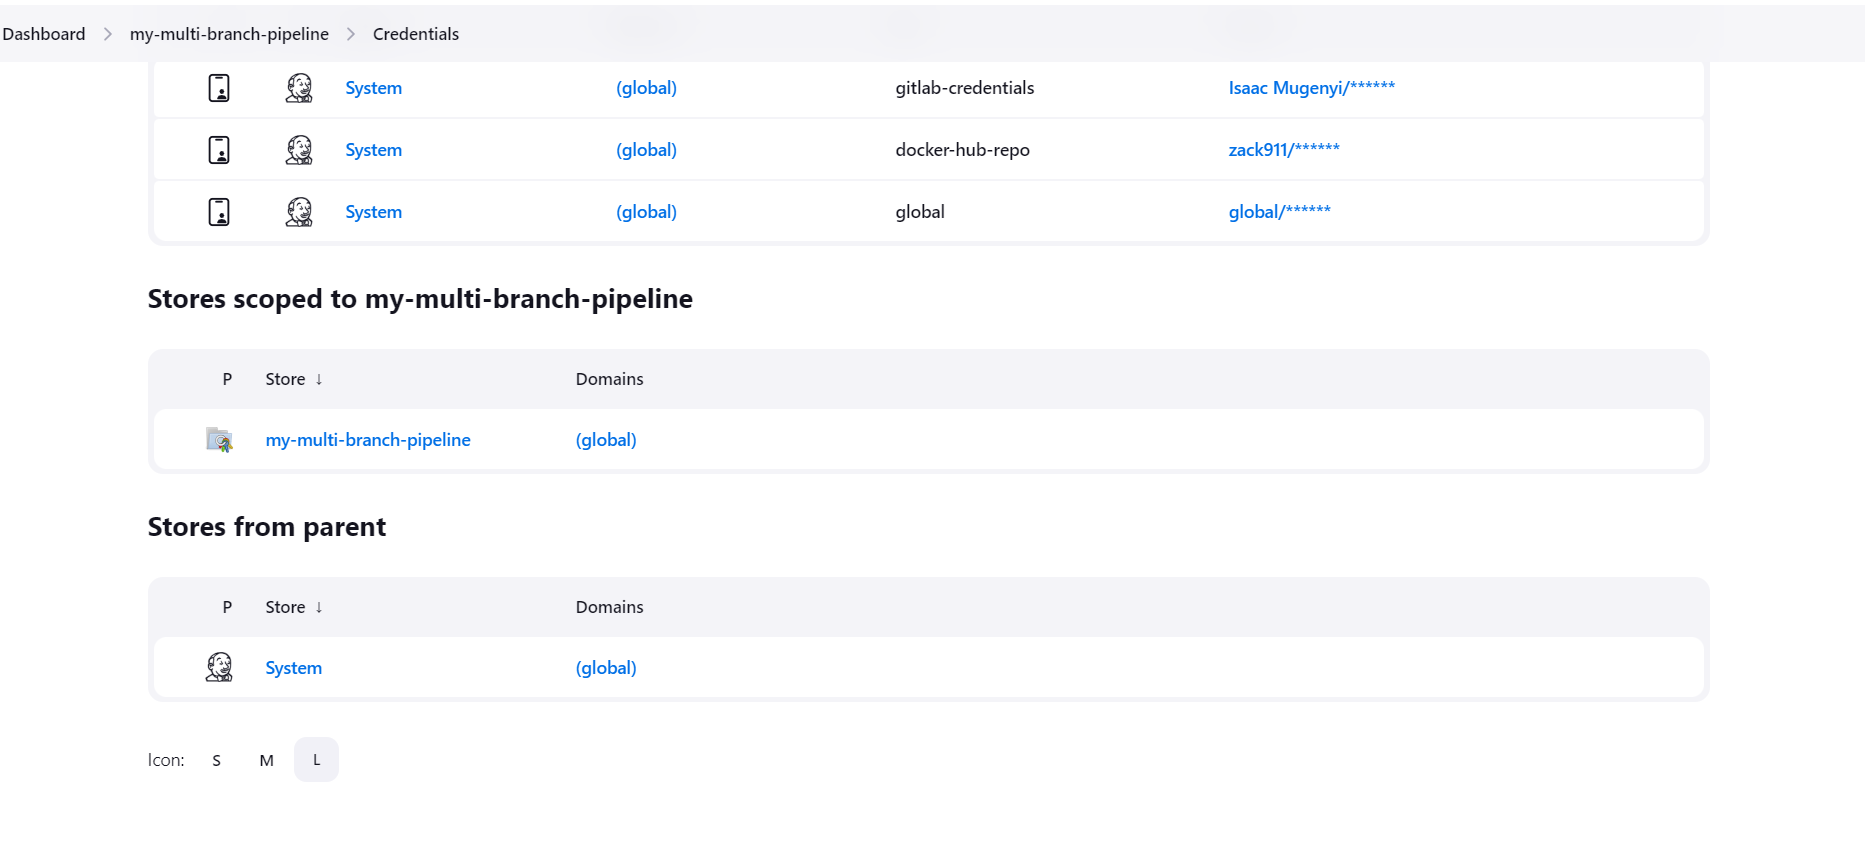 Dashboard > my-multi-branch-pipeline > Credentials
System (global) gitlab-credentials Isaac Mugenyi/******
System (global) docker-hub-repo zack911/******
System (global) global global/******
Stores scoped to my-multi-branch-pipeline
P Store ↓ Domains
my-multi-branch-pipeline (global)
Stores from parent
P Store ↓ Domains
System (global)
Icon: S M L